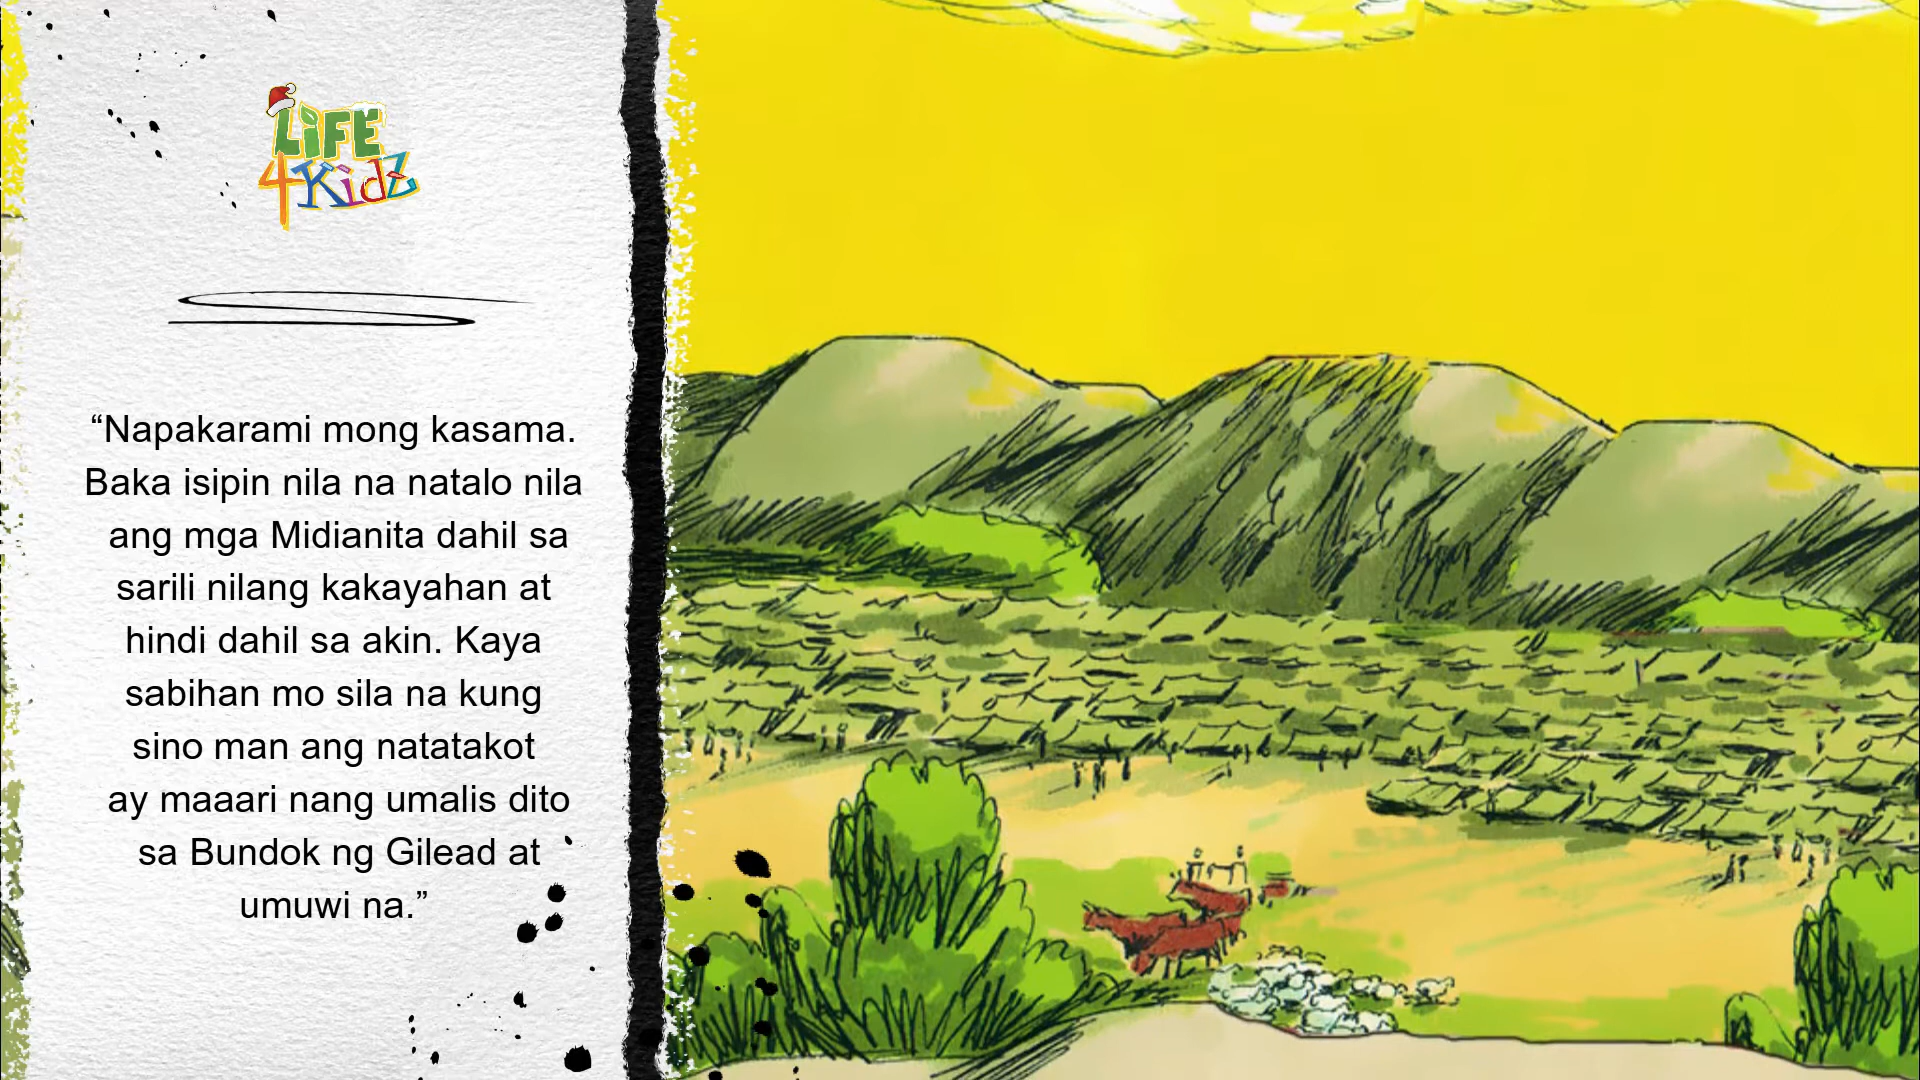 LiFE
4Kidz
“Napakarami mong kasama.
Baka isipin nila na natalo nila
ang mga Midianita dahil sa
sarili nilang kakayahan at
hindi dahil sa akin. Kaya
sabihan mo sila na kung
sino man ang natatakot
ay maaari nang umalis dito
sa Bundok ng Gilead at
umuwi na.”